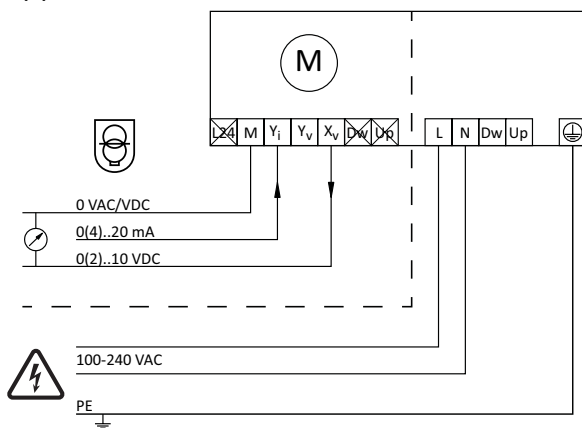 M
L24 M Yi Yv Xv Dw Up L N Dw Up
0 VAC/VDC
0(4)..20 mA
0(2)..10 VDC
100-240 VAC
PE